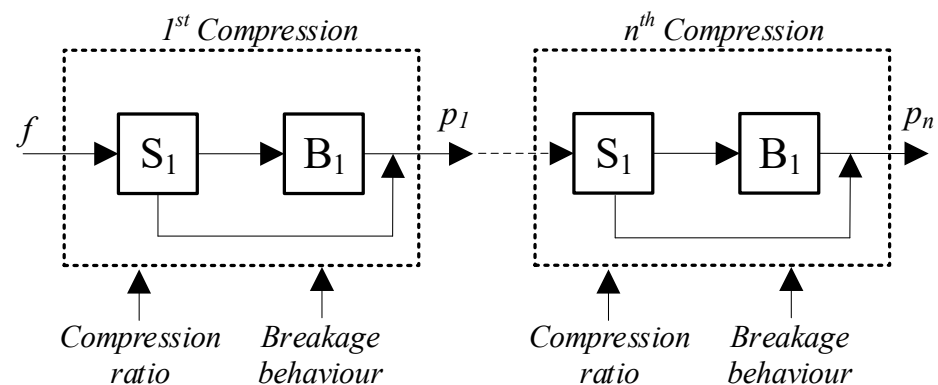 1st Compression
nth Compression
f
S1
B1
p1
S1
B1
pn
Compression ratio
Breakage behaviour
Compression ratio
Breakage behaviour